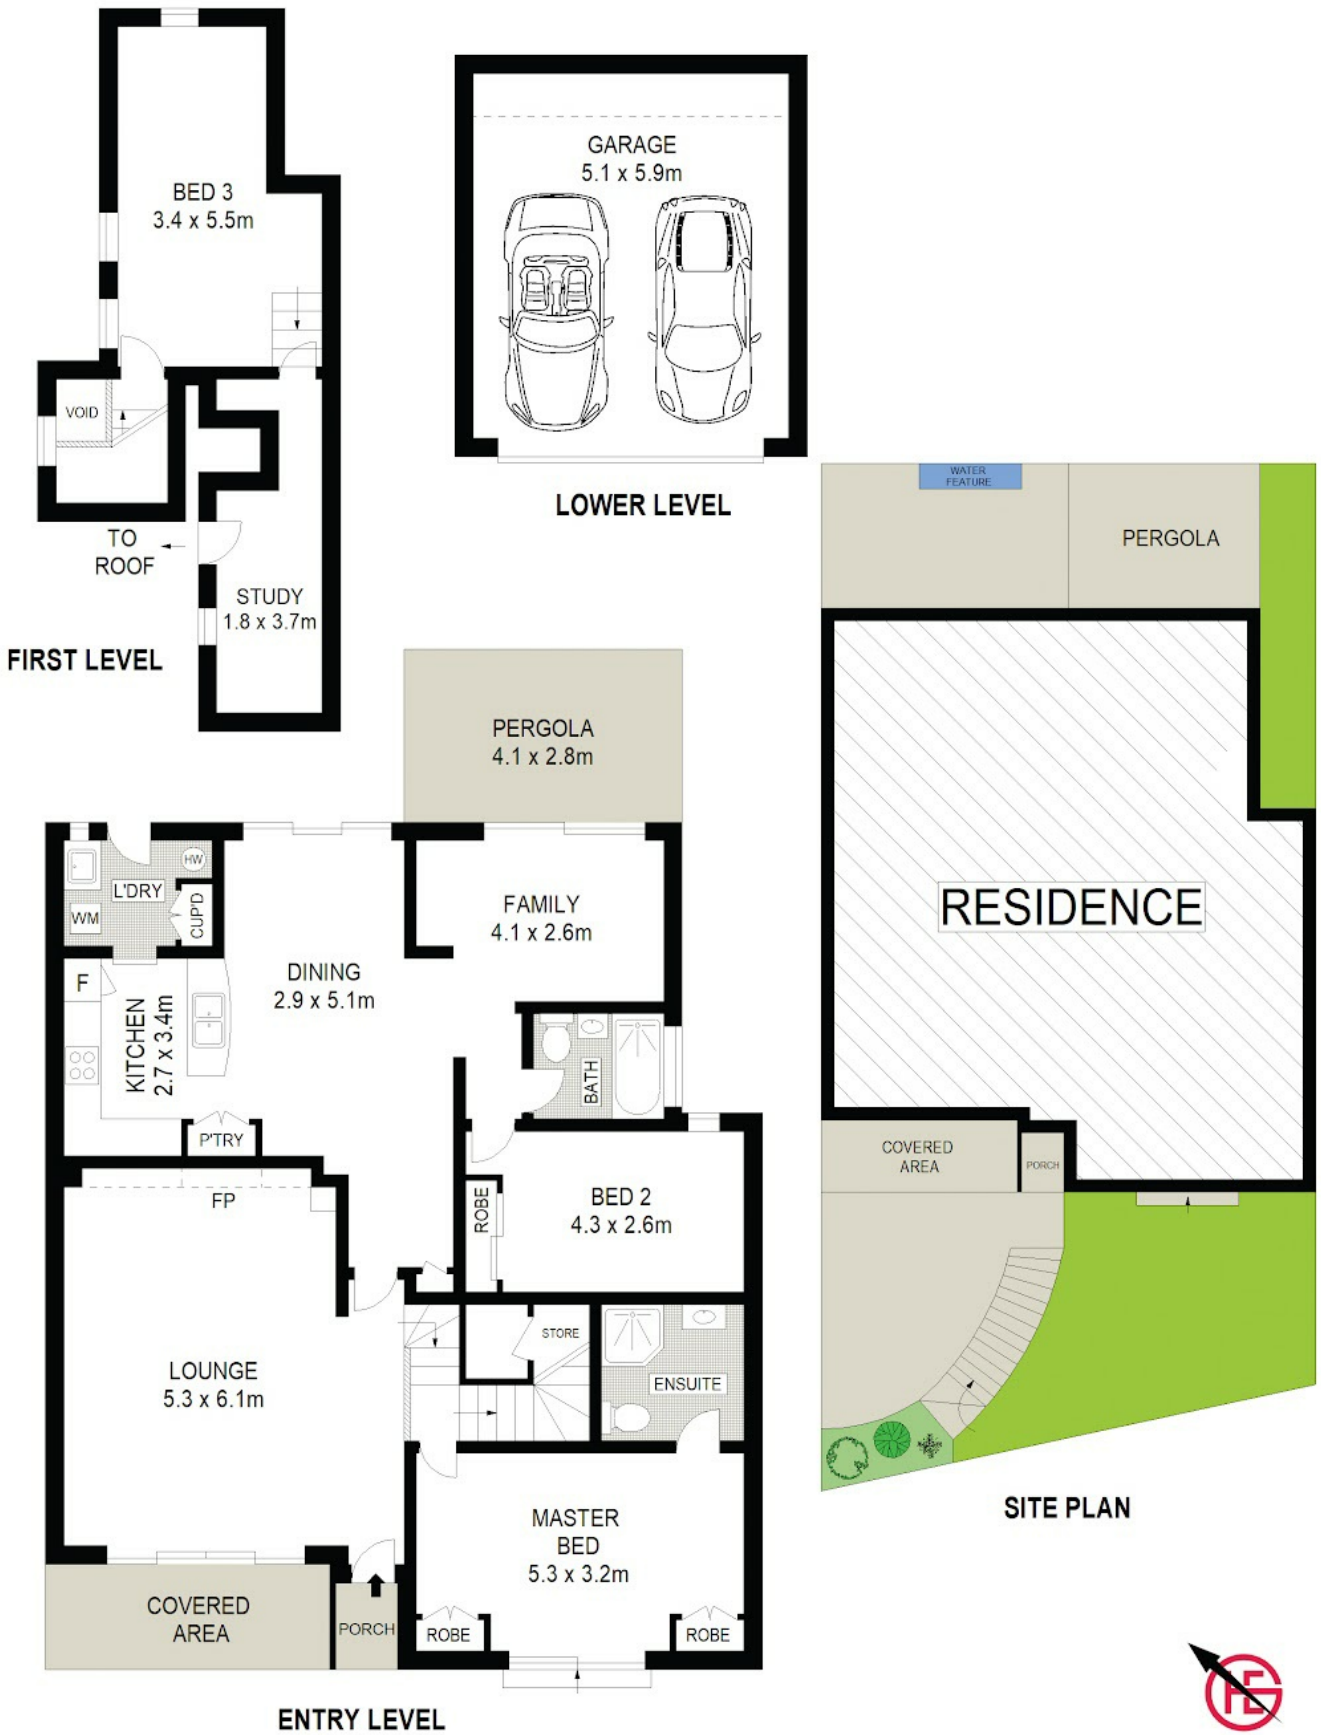 BED 3
3.4 x 5.5m
VOID
TO
ROOF
STUDY
1.8 x 3.7m
FIRST LEVEL
GARAGE
5.1 x 5.9m
LOWER LEVEL
PERGOLA
4.1 x 2.8m
HW
L'DRY
WM
CUP'D
FAMILY
4.1 x 2.6m
F
DINING
2.9 x 5.1m
KITCHEN
2.7 x 3.4m
BATH
P'TRY
FP
ROBE
BED 2
4.3 x 2.6m
STORE
LOUNGE
5.3 x 6.1m
ENSUITE
MASTER
BED
5.3 x 3.2m
COVERED
AREA
PORCH
ROBE
ROBE
ENTRY LEVEL
WATER
FEATURE
PERGOLA
RESIDENCE
COVERED
AREA
PORCH
SITE PLAN